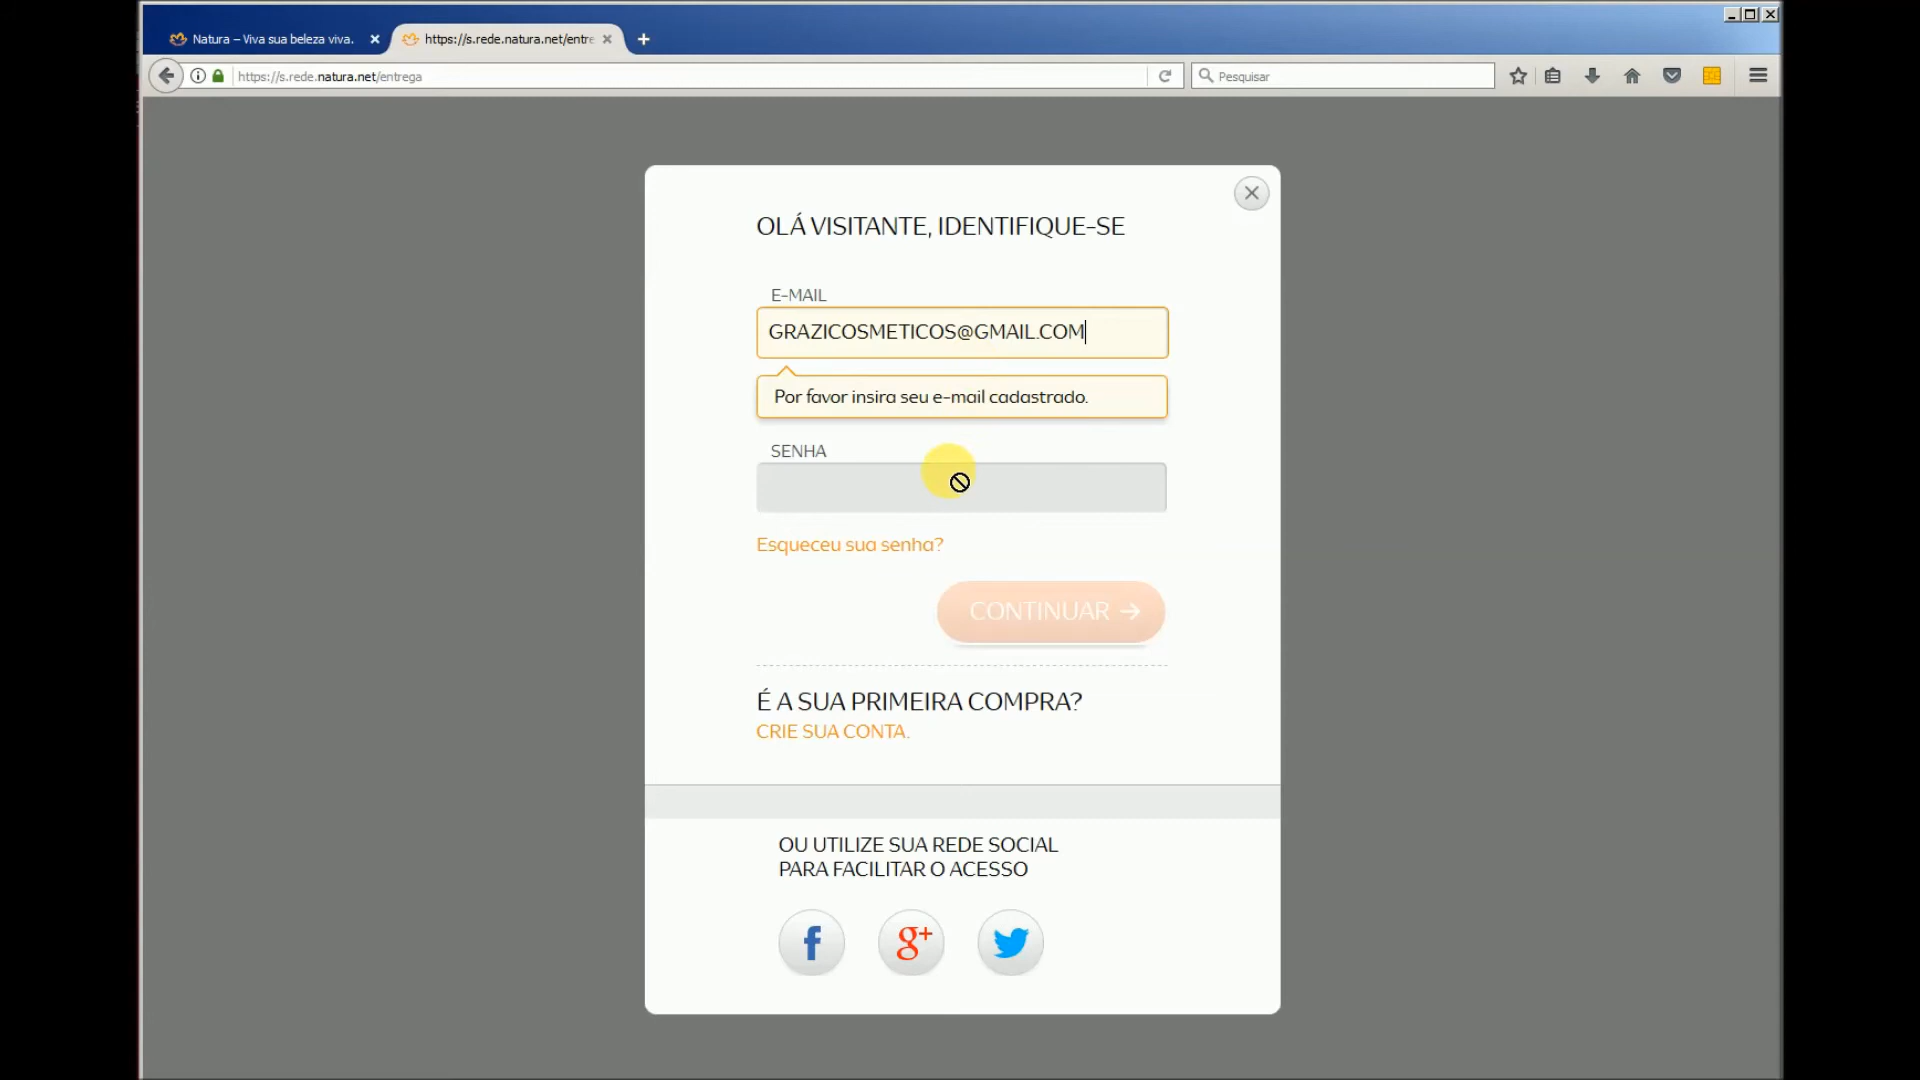 Natura – Viva sua beleza viva.
https://s.rede.natura.net/entre
https://s.rede.natura.net/entrega
Pesquisar
OLÁ VISITANTE, IDENTIFIQUE-SE
E-MAIL
GRAZICOSMETICOS@GMAIL.COM
Por favor insira seu e-mail cadastrado.
SENHA
Esqueceu sua senha?
CONTINUAR
É A SUA PRIMEIRA COMPRA?
CRIE SUA CONTA.
OU UTILIZE SUA REDE SOCIAL
PARA FACILITAR O ACESSO
f
g+